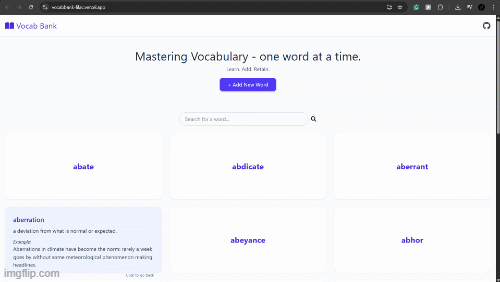 vocabbank-lilac.vercel.app
Vocab Bank
Mastering Vocabulary - one word at a time.
Learn. Add. Retain.
+ Add New Word
Search for a word...
abate
abdicate
aberrant
aberration
a deviation from what is normal or expected.
Example:
Aberrations in climate have become the norm: rarely a week
goes by without some meteorological phenomenon making
headlines.
Click to go back
abeyance
abhor
imgflip.com